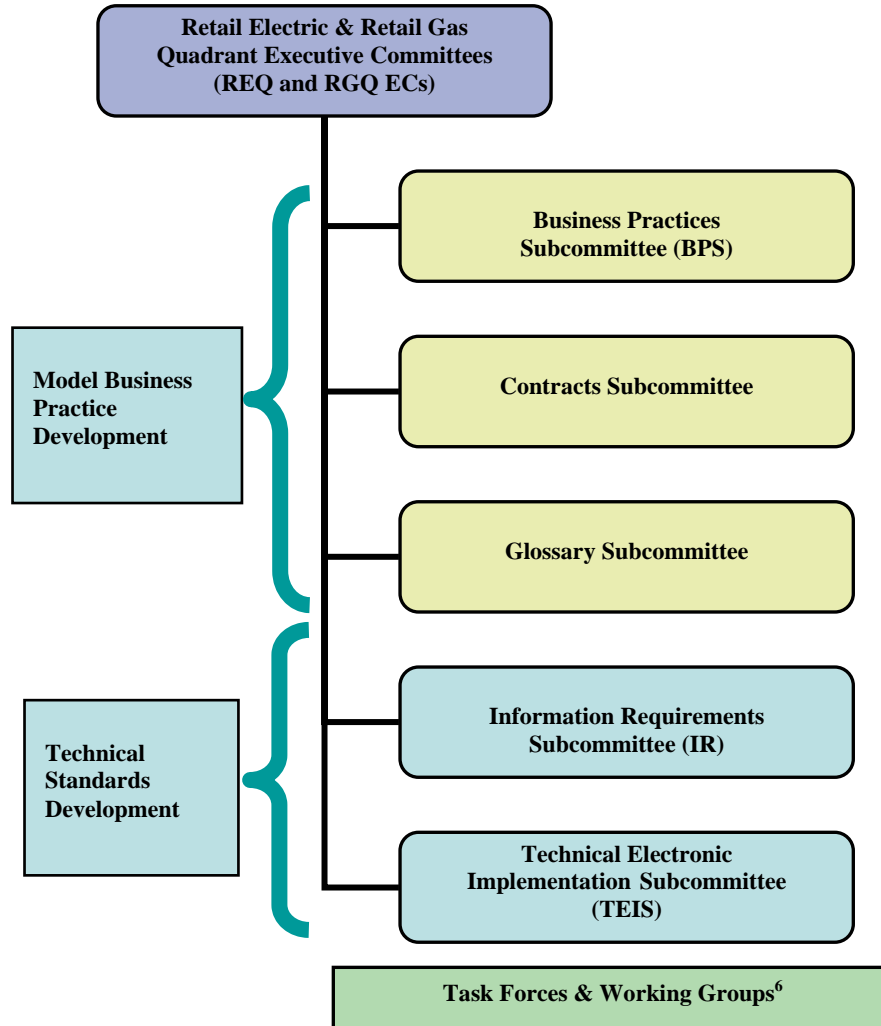 Retail Electric & Retail Gas
Quadrant Executive Committees
(REQ and RGQ ECs)
Business Practices
Subcommittee (BPS)
Model Business
Practice
Development
Contracts Subcommittee
Glossary Subcommittee
Information Requirements
Subcommittee (IR)
Technical
Standards
Development
Technical Electronic
Implementation Subcommittee
(TEIS)
Task Forces & Working Groups⁶